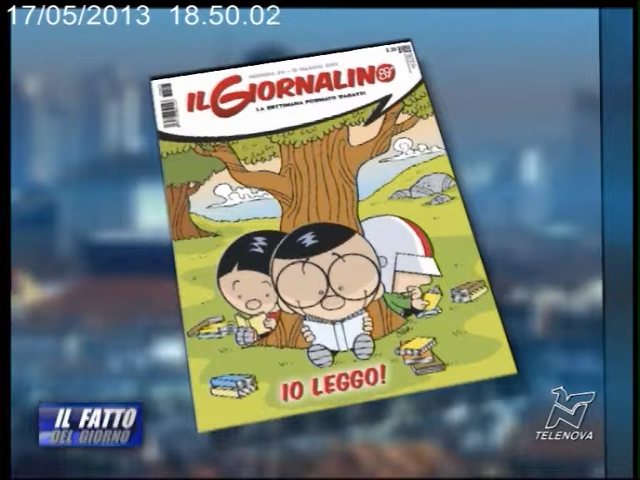 17/05/2013 18.50.02
IL GIORNALINO
LA SETTIMANA FORMATO RAGAZZI
IO LEGGO!
IL FATTO
DEL GIORNO
TELENOVA